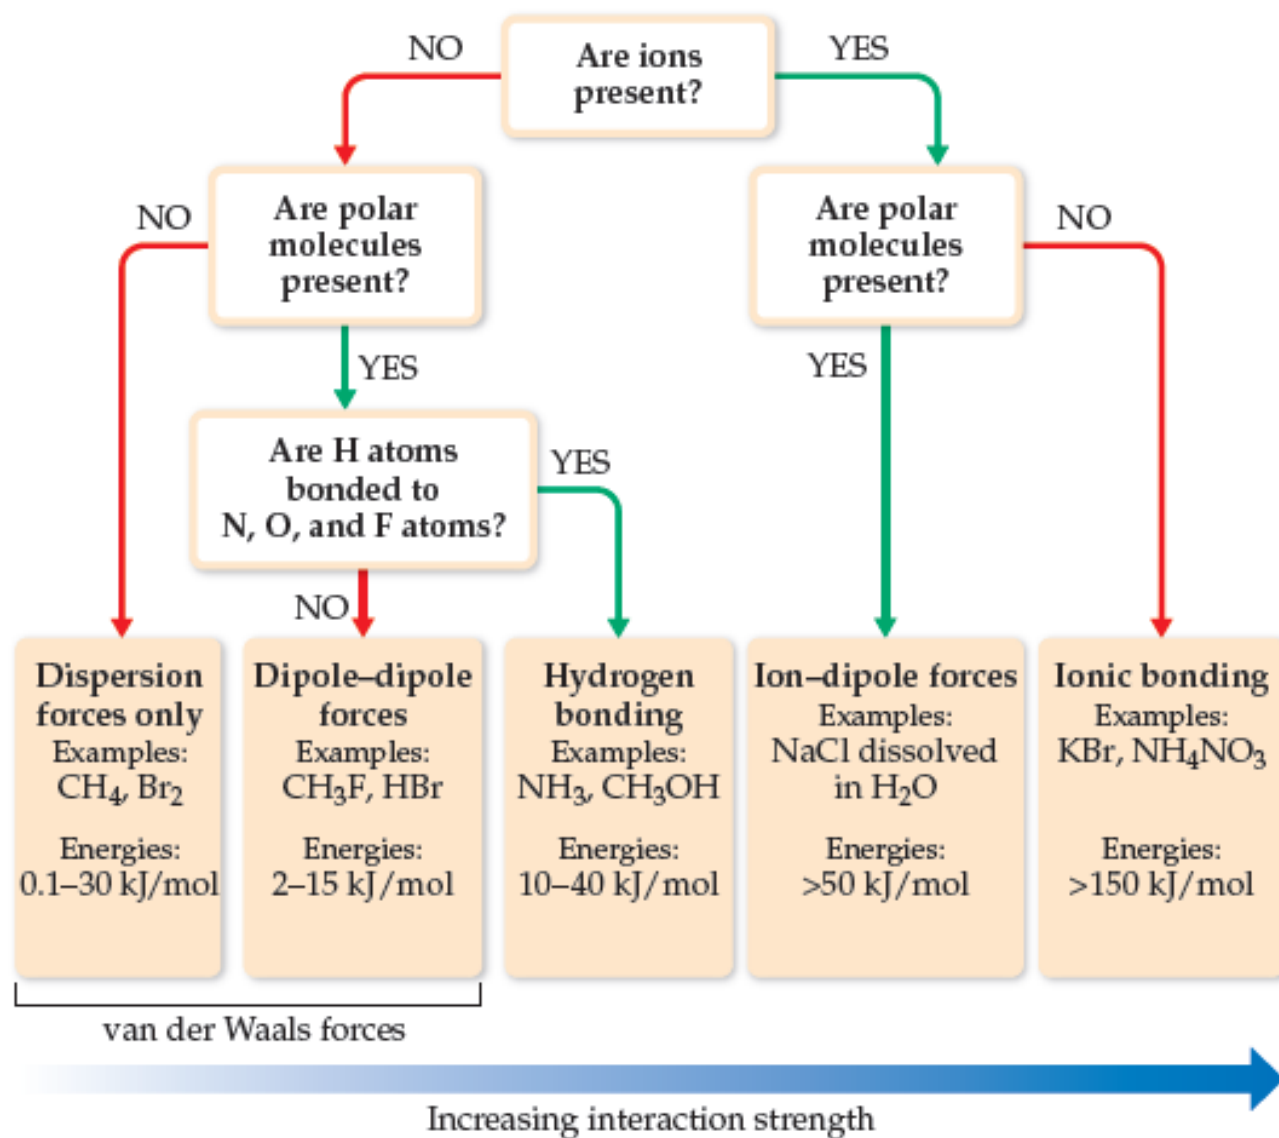 Are ions
present?
NO
YES
Are polar
molecules
present?
NO
YES
Are polar
molecules
present?
NO
YES
Are H atoms
bonded to
N, O, and F atoms?
YES
NO
Dispersion
forces only
Examples:
CH₄, Br₂
Energies:
0.1–30 kJ/mol
Dipole–dipole
forces
Examples:
CH₃F, HBr
Energies:
2–15 kJ/mol
Hydrogen
bonding
Examples:
NH₃, CH₃OH
Energies:
10–40 kJ/mol
Ion–dipole forces
Examples:
NaCl dissolved
in H₂O
Energies:
>50 kJ/mol
Ionic bonding
Examples:
KBr, NH₄NO₃
Energies:
>150 kJ/mol
van der Waals forces
Increasing interaction strength